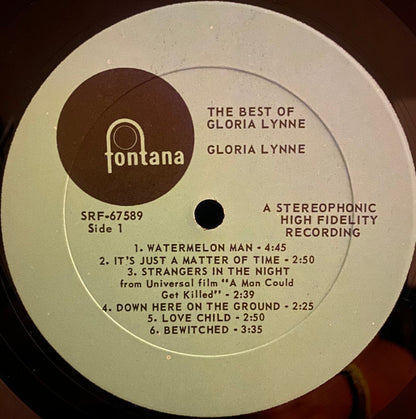 THE BEST OF
GLORIA LYNNE
GLORIA LYNNE
fontana
SRF-67589
Side 1
A STEREOPHONIC
HIGH FIDELITY
RECORDING
1. WATERMELON MAN - 4:45
2. IT'S JUST A MATTER OF TIME - 2:50
3. STRANGERS IN THE NIGHT
from Universal film "A Man Could
Get Killed" - 2:39
4. DOWN HERE ON THE GROUND - 2:25
5. LOVE CHILD - 2:50
6. BEWITCHED - 3:35